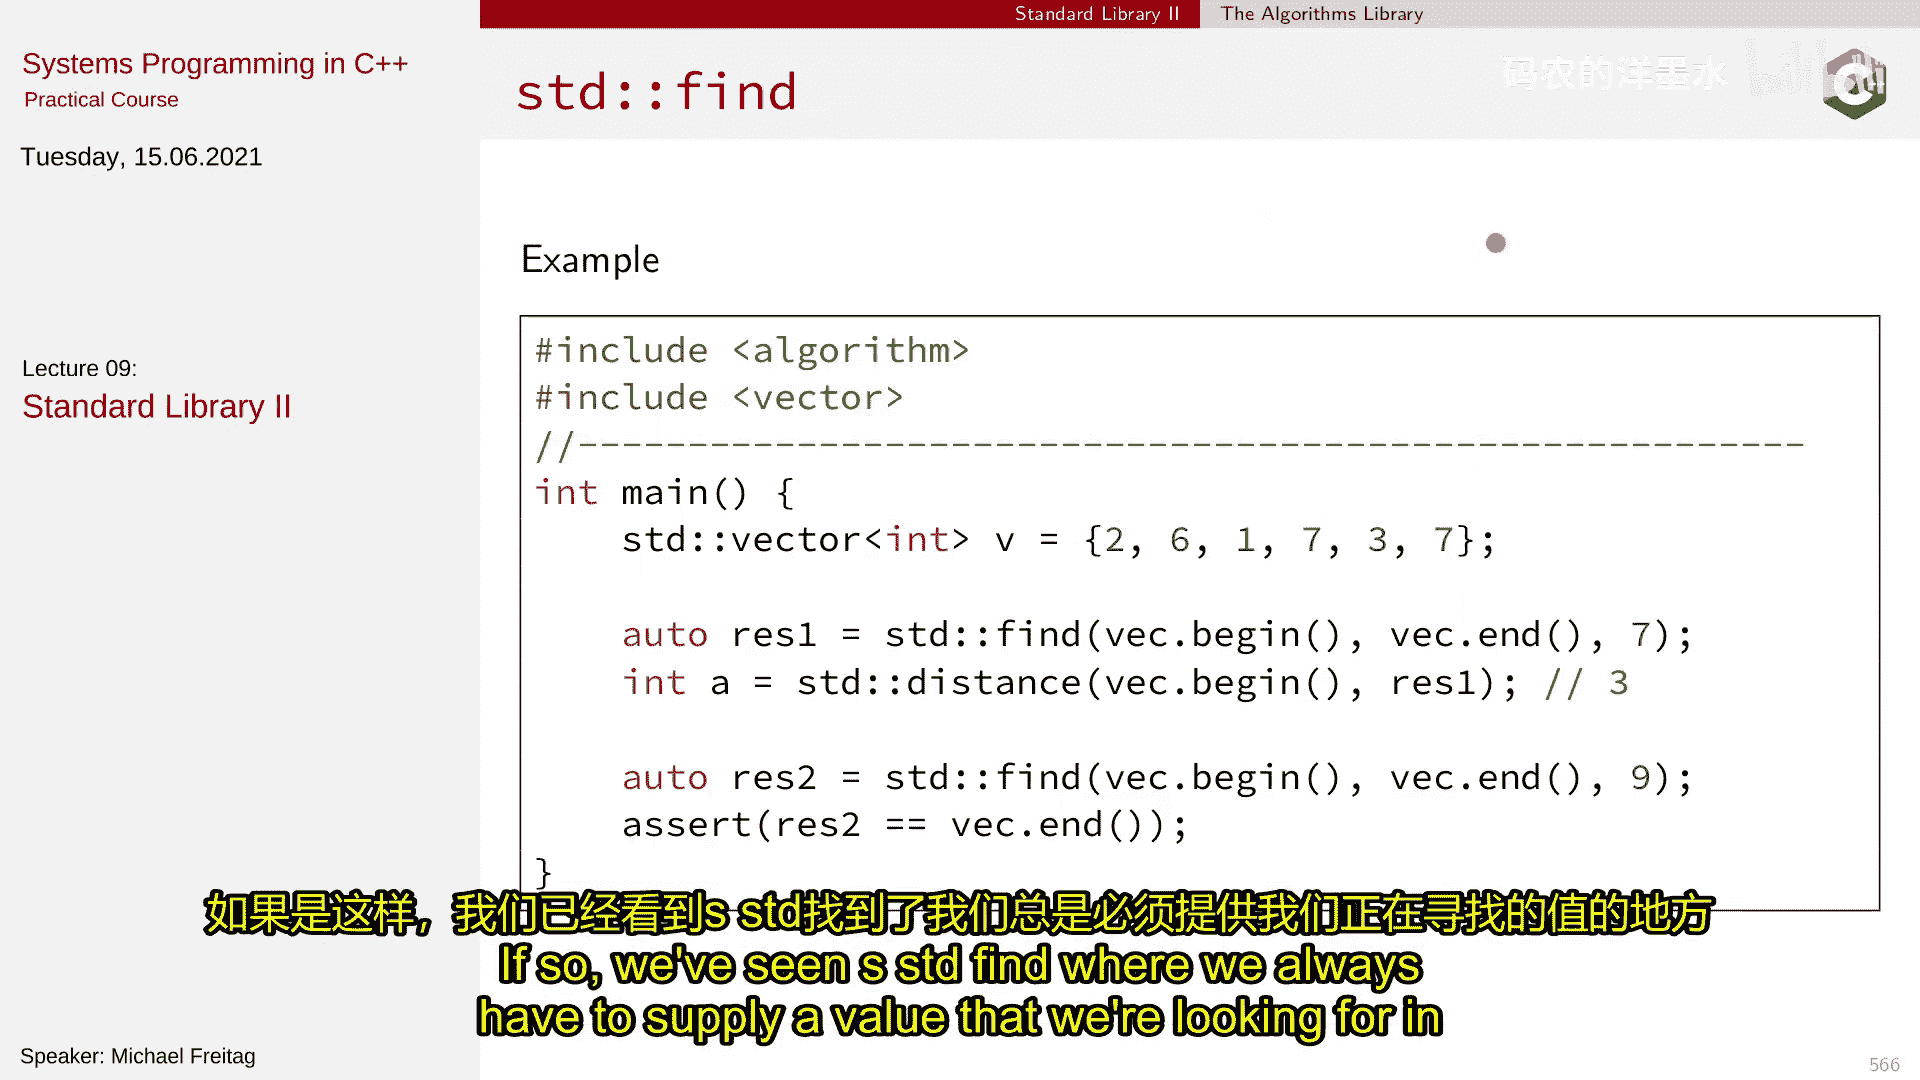 Standard Library II
The Algorithms Library
Systems Programming in C++
Practical Course
Tuesday, 15.06.2021
Lecture 09:
Standard Library II
std::find
码农的洋墨水
Example
#include <algorithm>
#include <vector>
//--------------------------------------------------------
int main() {
    std::vector<int> v = {2, 6, 1, 7, 3, 7};
    auto res1 = std::find(vec.begin(), vec.end(), 7);
    int a = std::distance(vec.begin(), res1); // 3
    auto res2 = std::find(vec.begin(), vec.end(), 9);
    assert(res2 == vec.end());
}
如果是这样，我们已经看到s std找到了我们总是必须提供我们正在寻找的值的地方
If so, we've seen s std find where we always
have to supply a value that we're looking for in
Speaker: Michael Freitag
566